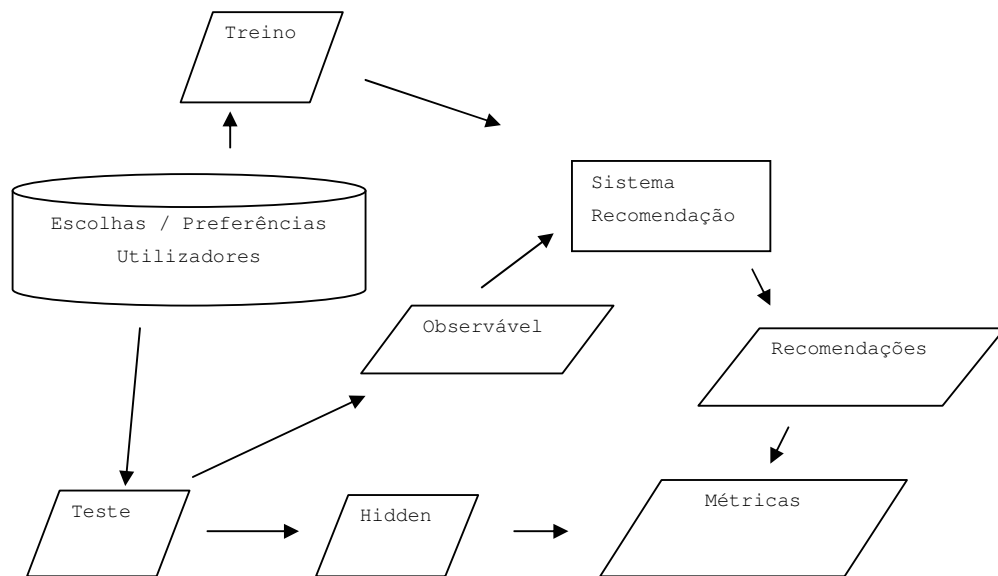 Treino
Sistema
Recomendação
Escolhas / Preferências
Utilizadores
Observável
Recomendações
Teste
Hidden
Métricas